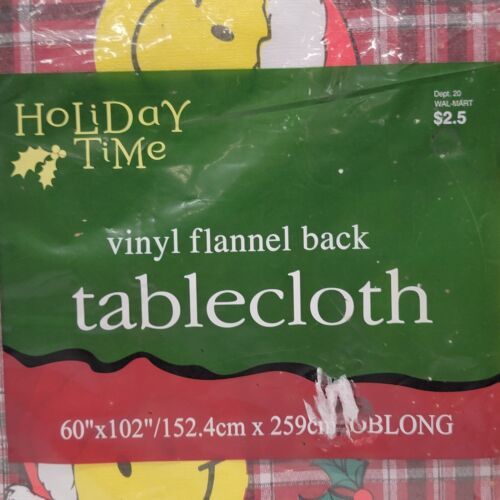 Dept. 20
WAL-MART
$2.5
HOLiDAY
TiME
vinyl flannel back
tablecloth
60"x102"/152.4cm x 259cm OBLONG